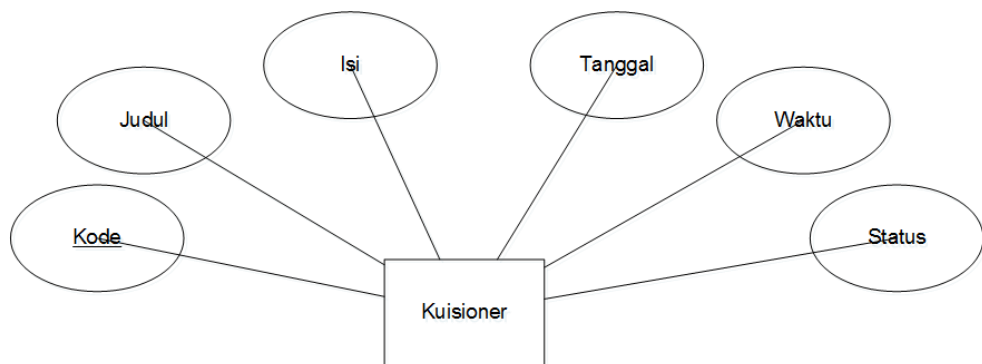 Isi
Tanggal
Judul
Waktu
Kode
Status
Kuisioner